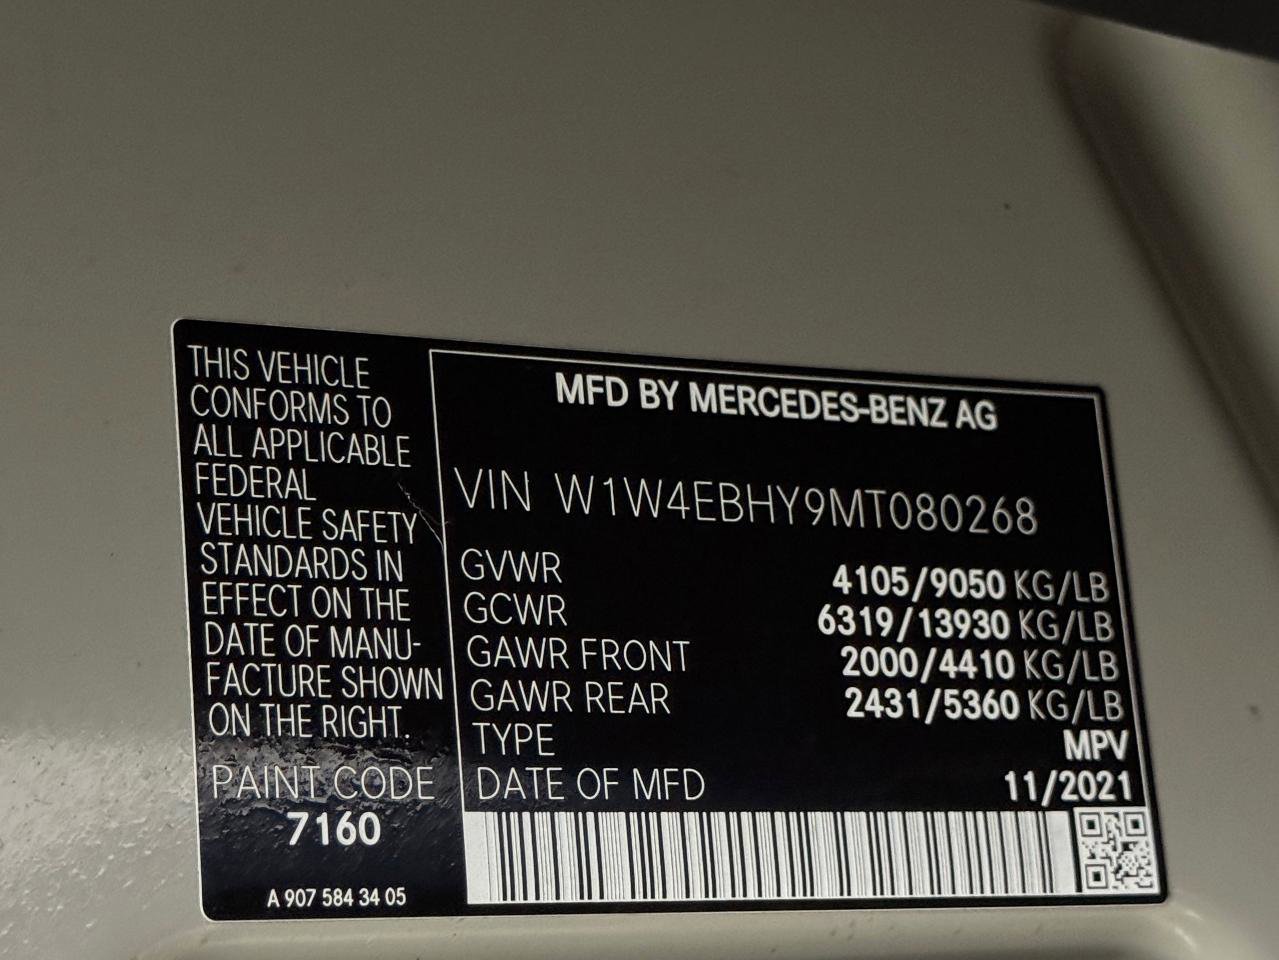 THIS VEHICLE
CONFORMS TO
ALL APPLICABLE
FEDERAL
VEHICLE SAFETY
STANDARDS IN
EFFECT ON THE
DATE OF MANU-
FACTURE SHOWN
ON THE RIGHT.
PAINT CODE
7160
A 907 584 34 05
MFD BY MERCEDES-BENZ AG
VIN W1W4EBHY9MT080268
GVWR 4105/9050 KG/LB
GCWR 6319/13930 KG/LB
GAWR FRONT 2000/4410 KG/LB
GAWR REAR 2431/5360 KG/LB
TYPE MPV
DATE OF MFD 11/2021